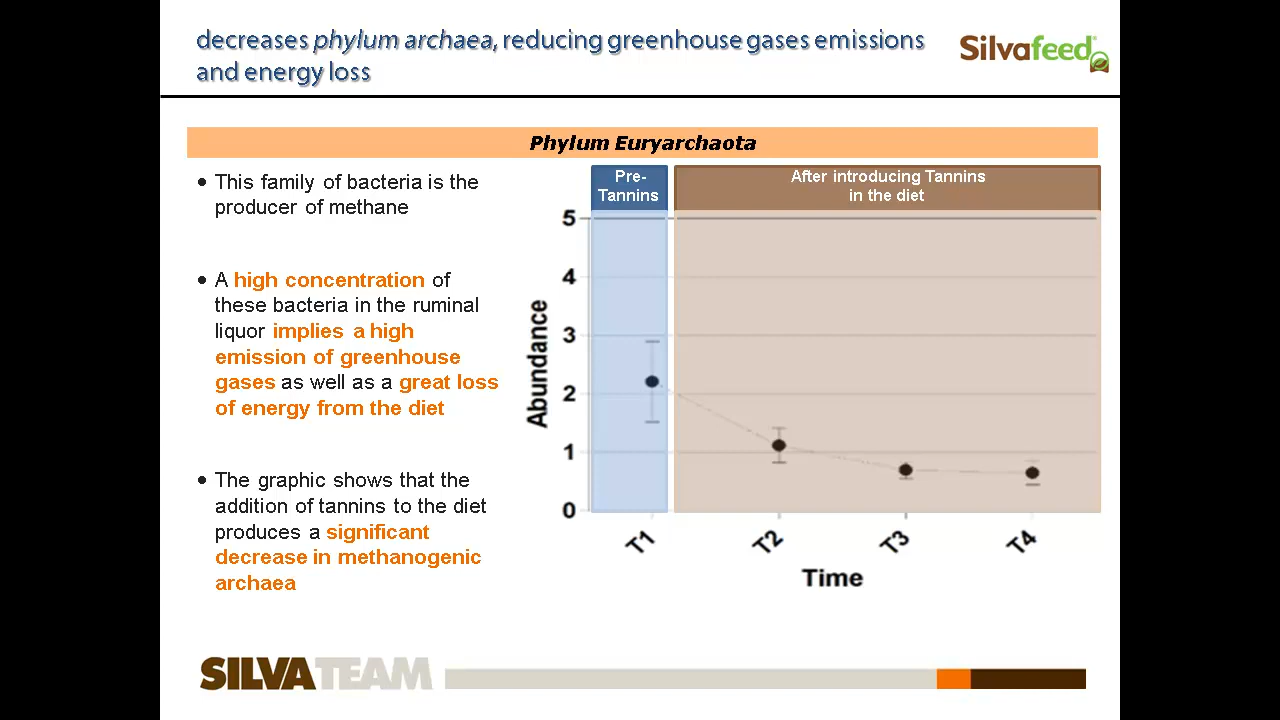 decreases phylum archaea, reducing greenhouse gases emissions
and energy loss
Silvafeed®
Phylum Euryarchaota
• This family of bacteria is the
producer of methane
• A high concentration of
these bacteria in the ruminal
liquor implies a high
emission of greenhouse
gases as well as a great loss
of energy from the diet
• The graphic shows that the
addition of tannins to the diet
produces a significant
decrease in methanogenic
archaea
Pre-
Tannins
After introducing Tannins
in the diet
Abundance
5
4
3
2
1
0
T1 T2 T3 T4
Time
SILVATEAM